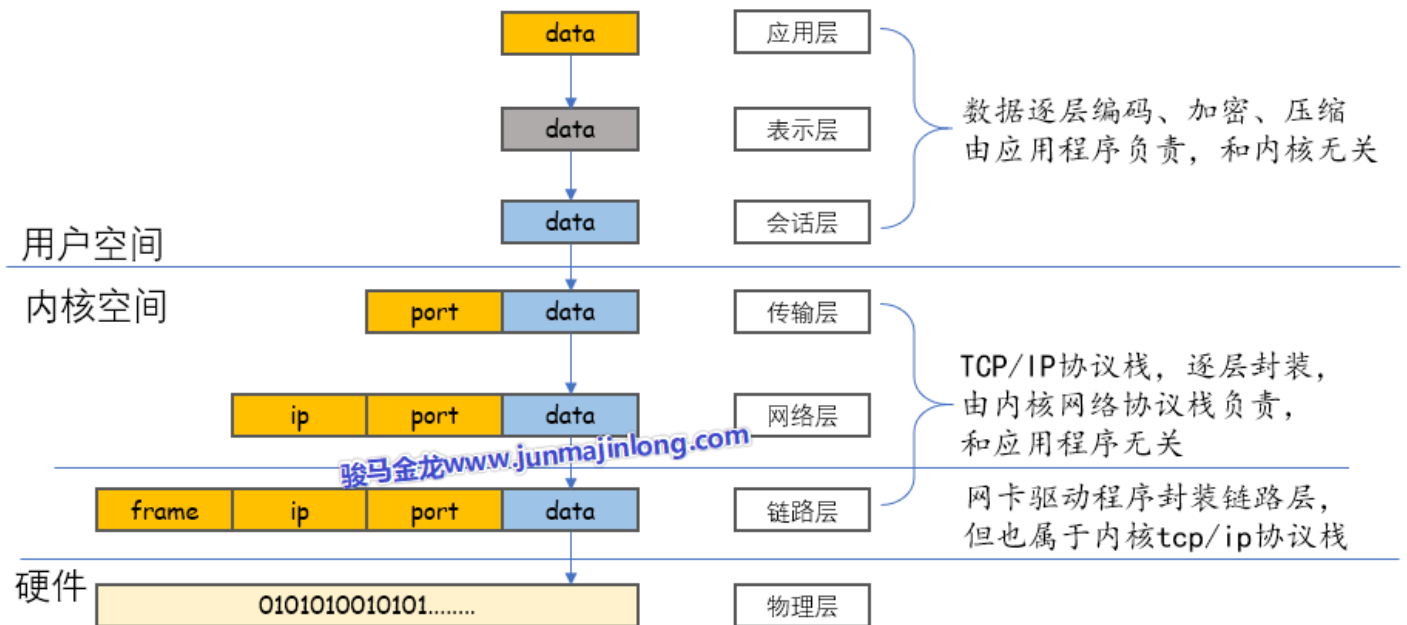 data
应用层
data
表示层
数据逐层编码、加密、压缩
由应用程序负责，和内核无关
data
会话层
用户空间
内核空间
port
data
传输层
TCP/IP协议栈，逐层封装，
由内核网络协议栈负责，
和应用程序无关
ip
port
data
网络层
骏马金龙www.junmajinlong.com
frame
ip
port
data
链路层
网卡驱动程序封装链路层，
但也属于内核tcp/ip协议栈
硬件
0101010010101........
物理层